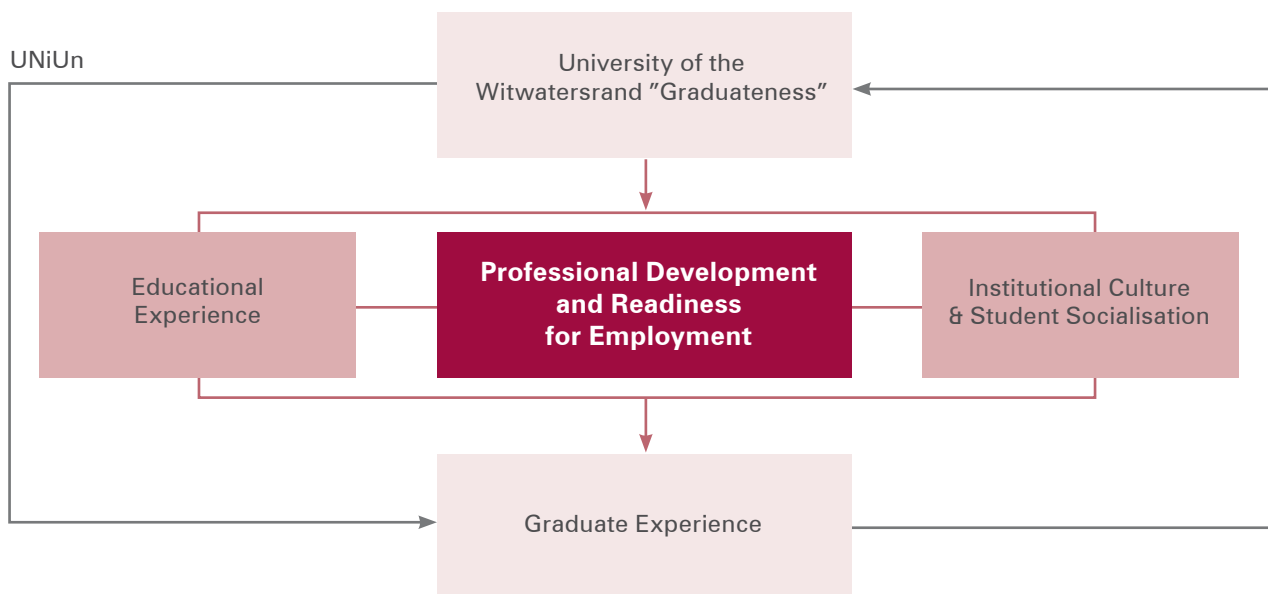 UNiUn
University of the
Witwatersrand ”Graduateness”
Educational
Experience
Professional Development
and Readiness
for Employment
Institutional Culture
& Student Socialisation
Graduate Experience